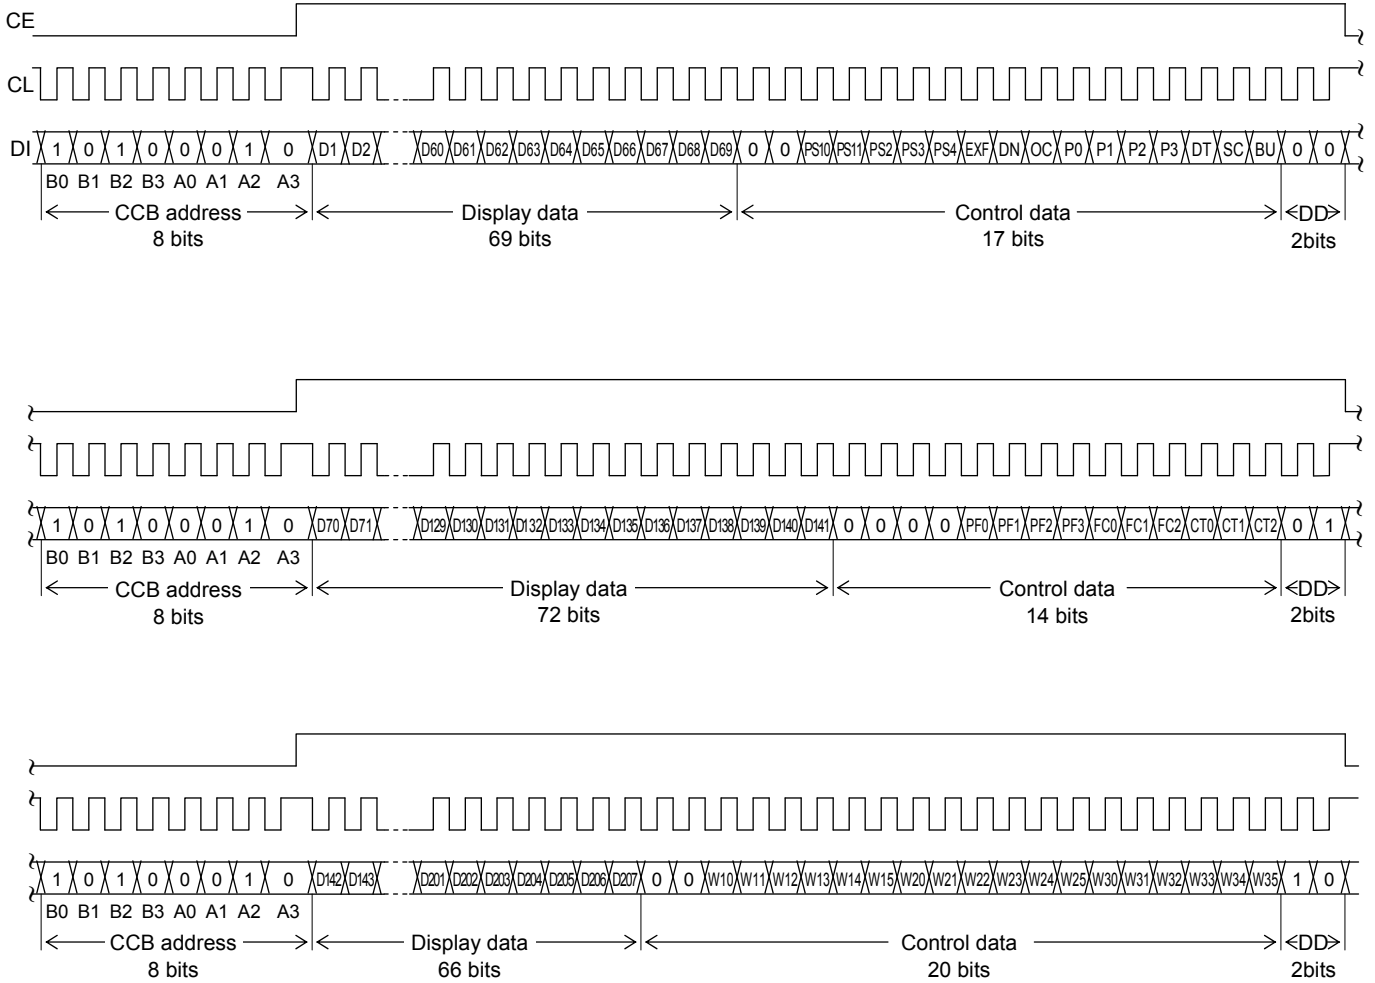 CE
CL
DI 1 0 1 0 0 0 1 0 D1 D2 D60 D61 D62 D63 D64 D65 D66 D67 D68 D69 0 0 PS10 PS11 PS2 PS3 PS4 EXF DN OC P0 P1 P2 P3 DT SC BU 0 0
B0 B1 B2 B3 A0 A1 A2 A3
CCB address Display data Control data DD
8 bits 69 bits 17 bits 2bits
1 0 1 0 0 0 1 0 D70 D71 D129 D130 D131 D132 D133 D134 D135 D136 D137 D138 D139 D140 D141 0 0 0 0 PF0 PF1 PF2 PF3 FC0 FC1 FC2 CT0 CT1 CT2 0 1
B0 B1 B2 B3 A0 A1 A2 A3
CCB address Display data Control data DD
8 bits 72 bits 14 bits 2bits
1 0 1 0 0 0 1 0 D142 D143 D201 D202 D203 D204 D205 D206 D207 0 0 W10 W11 W12 W13 W14 W15 W20 W21 W22 W23 W24 W25 W30 W31 W32 W33 W34 W35 1 0
B0 B1 B2 B3 A0 A1 A2 A3
CCB address Display data Control data DD
8 bits 66 bits 20 bits 2bits